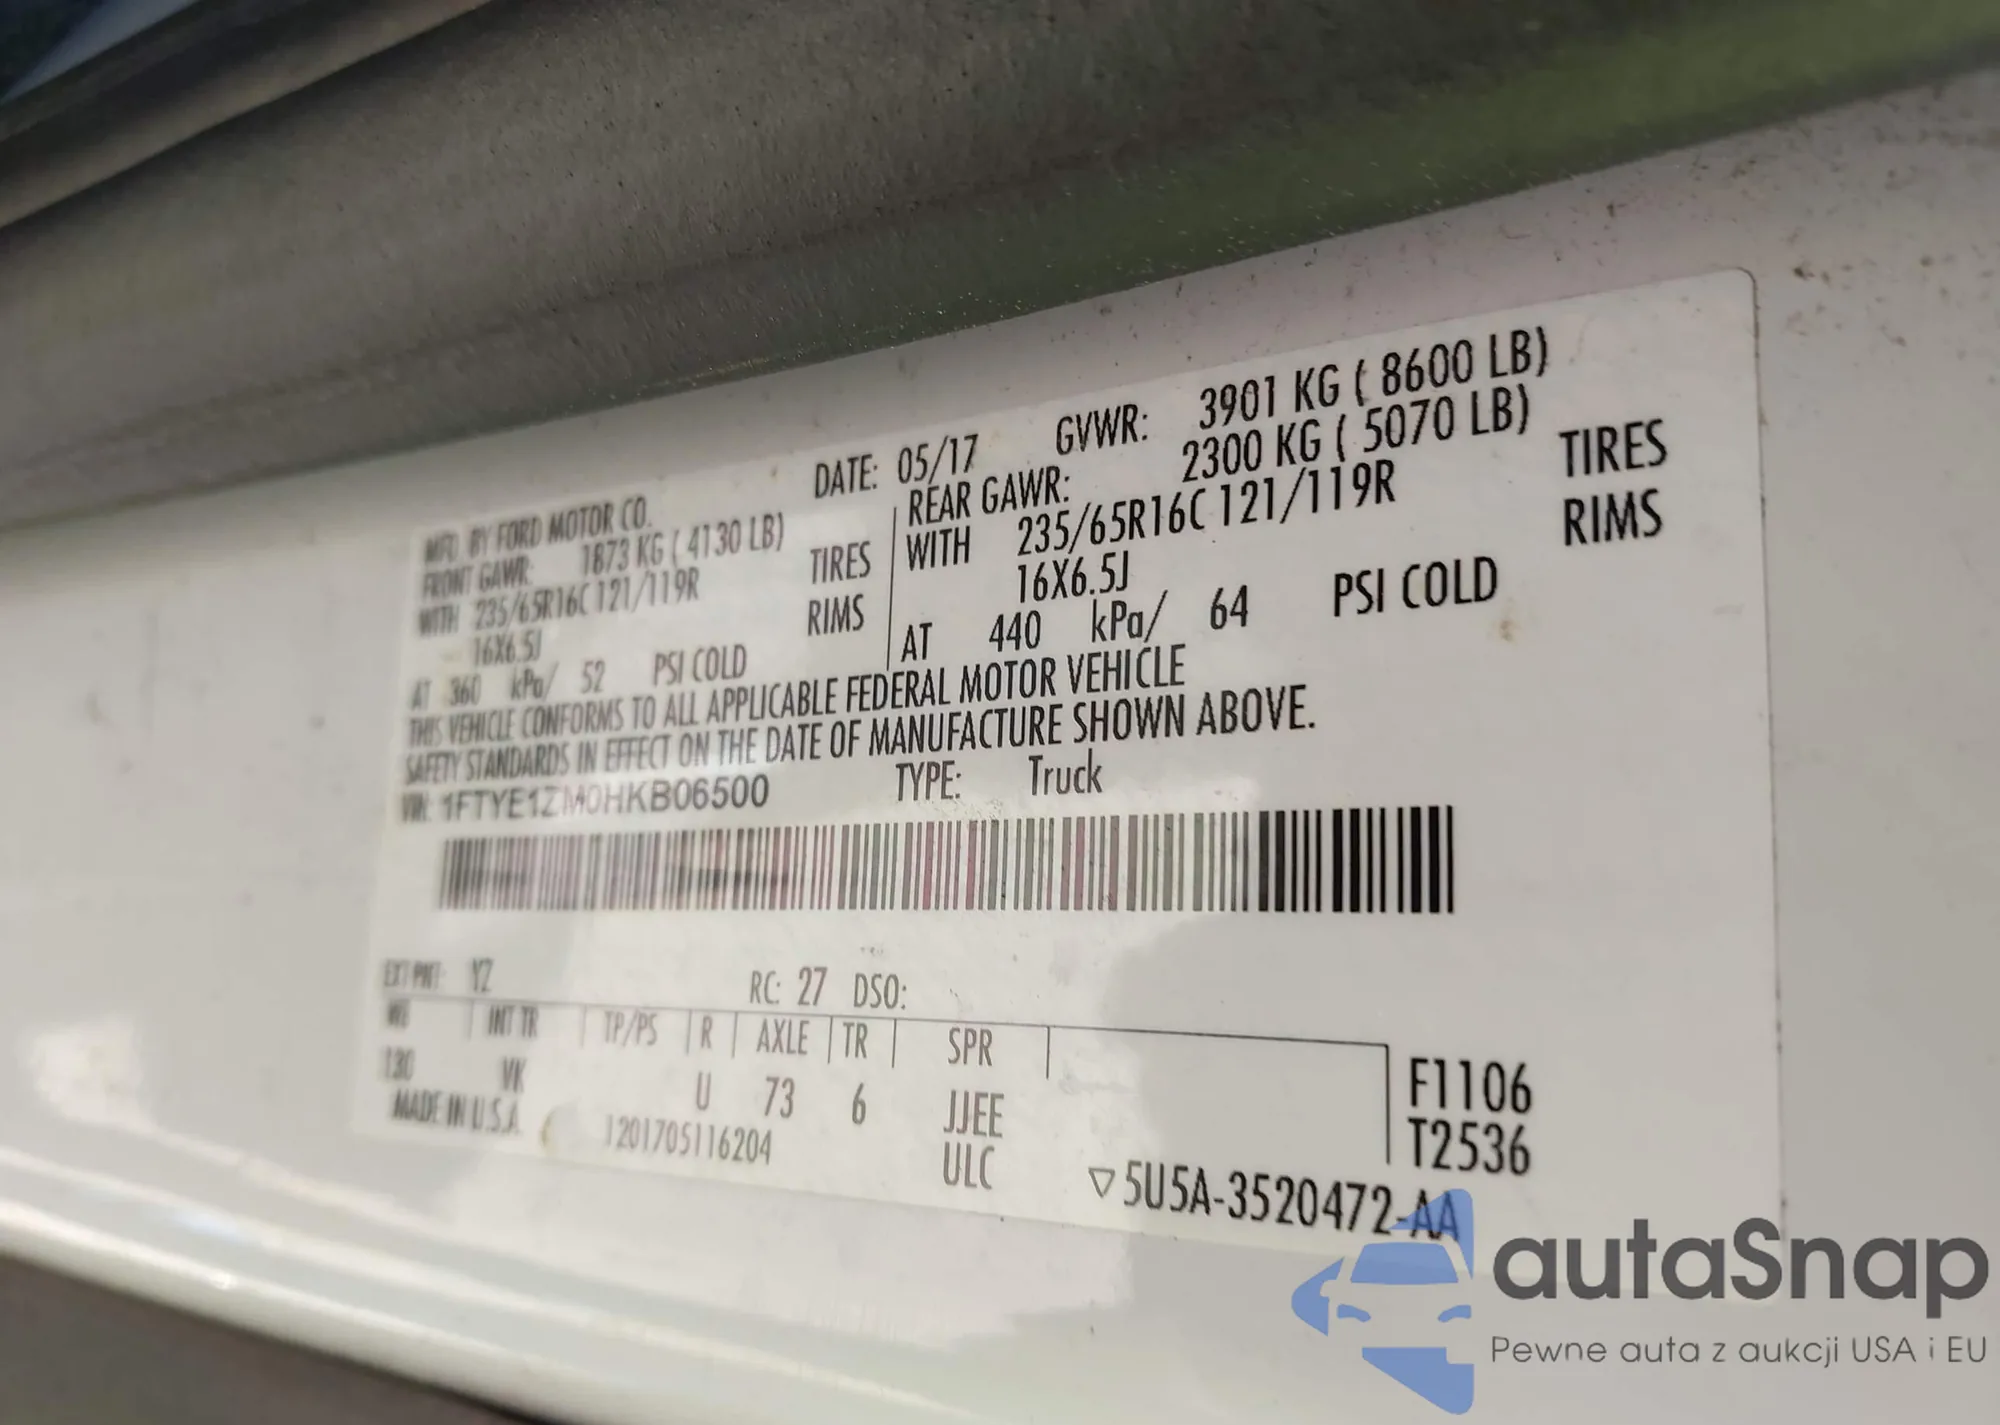 MFD. BY FORD MOTOR CO.
DATE: 05/17 GVWR: 3901 KG ( 8600 LB)
FRONT GAWR: 1873 KG ( 4130 LB)
REAR GAWR: 2300 KG ( 5070 LB)
WITH 235/65R16C 121/119R TIRES
WITH 235/65R16C 121/119R TIRES
16X6.5J RIMS
16X6.5J RIMS
AT 360 kPa/ 52 PSI COLD
AT 440 kPa/ 64 PSI COLD
THIS VEHICLE CONFORMS TO ALL APPLICABLE FEDERAL MOTOR VEHICLE
SAFETY STANDARDS IN EFFECT ON THE DATE OF MANUFACTURE SHOWN ABOVE.
VIN: 1FTYE1ZM0HKB06500 TYPE: Truck
EXT PNT: YZ RC: 27 DSO:
WB INT TR TP/PS R AXLE TR SPR
130 VK U 73 6 JJEE
ULC
F1106
T2536
MADE IN U.S.A. 1201705116204
▽5U5A-3520472-AA
autaSnap
Pewne auta z aukcji USA i EU